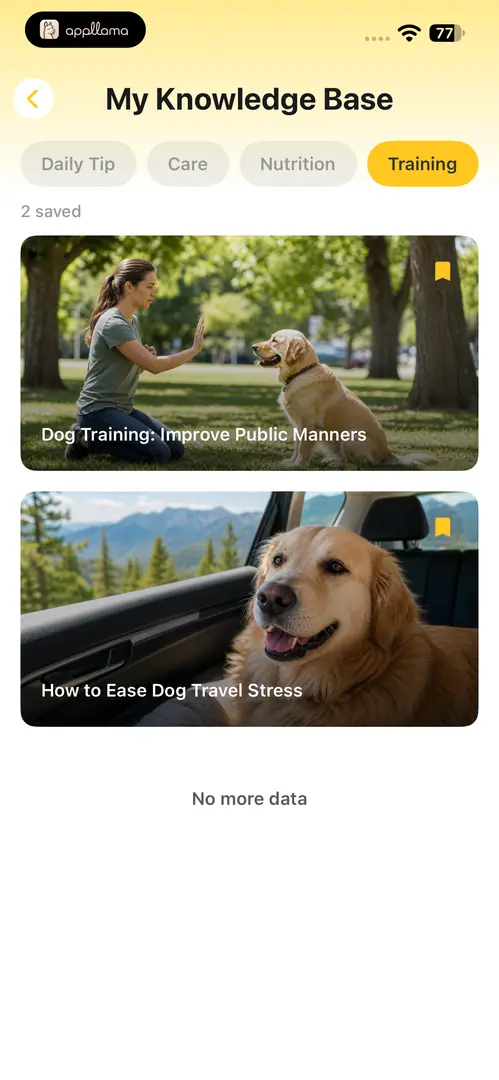 appllama
77
My Knowledge Base
Daily Tip
Care
Nutrition
Training
2 saved
Dog Training: Improve Public Manners
How to Ease Dog Travel Stress
No more data